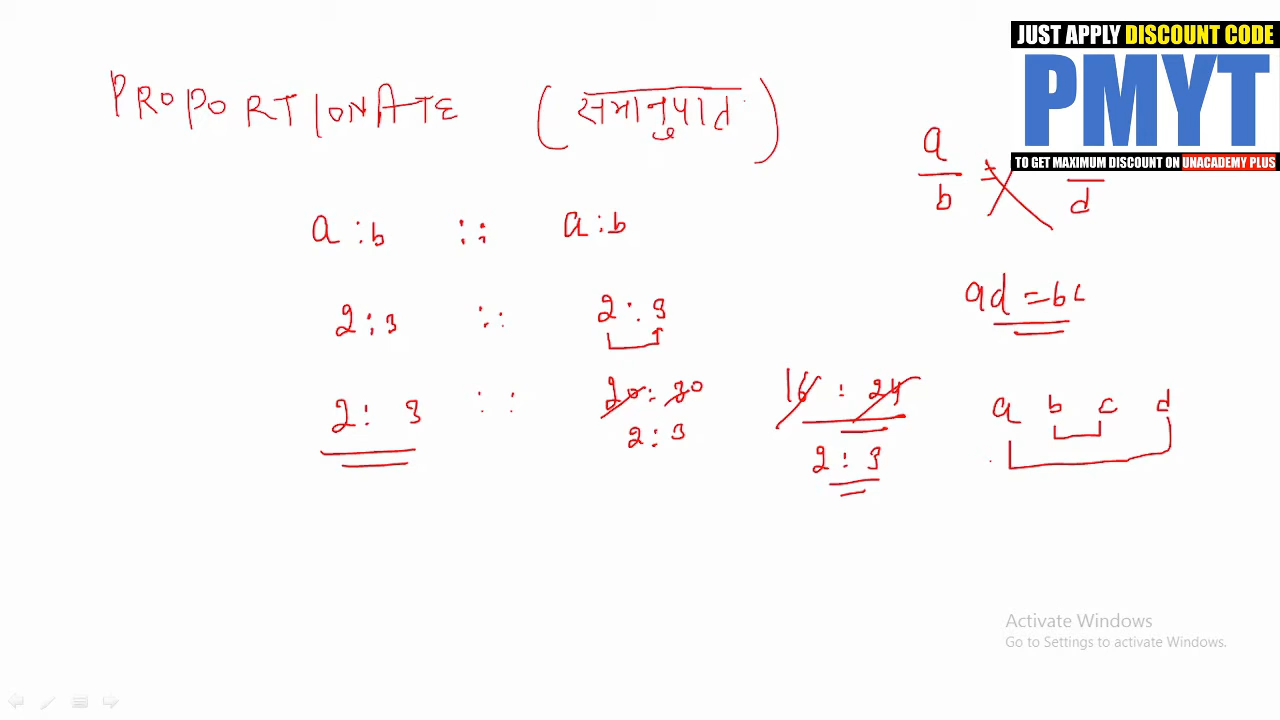 JUST APPLY DISCOUNT CODE
PMYT
TO GET MAXIMUM DISCOUNT ON UNACADEMY PLUS
PROPORTIONATE (समानुपात)
a : b :: a : b
2 : 3 :: 2 : 3
2 : 3 :: 20 : 30
2 : 3
16 : 24
2 : 3
a
b
=
d
ad = bc
a b c d
Activate Windows
Go to Settings to activate Windows.